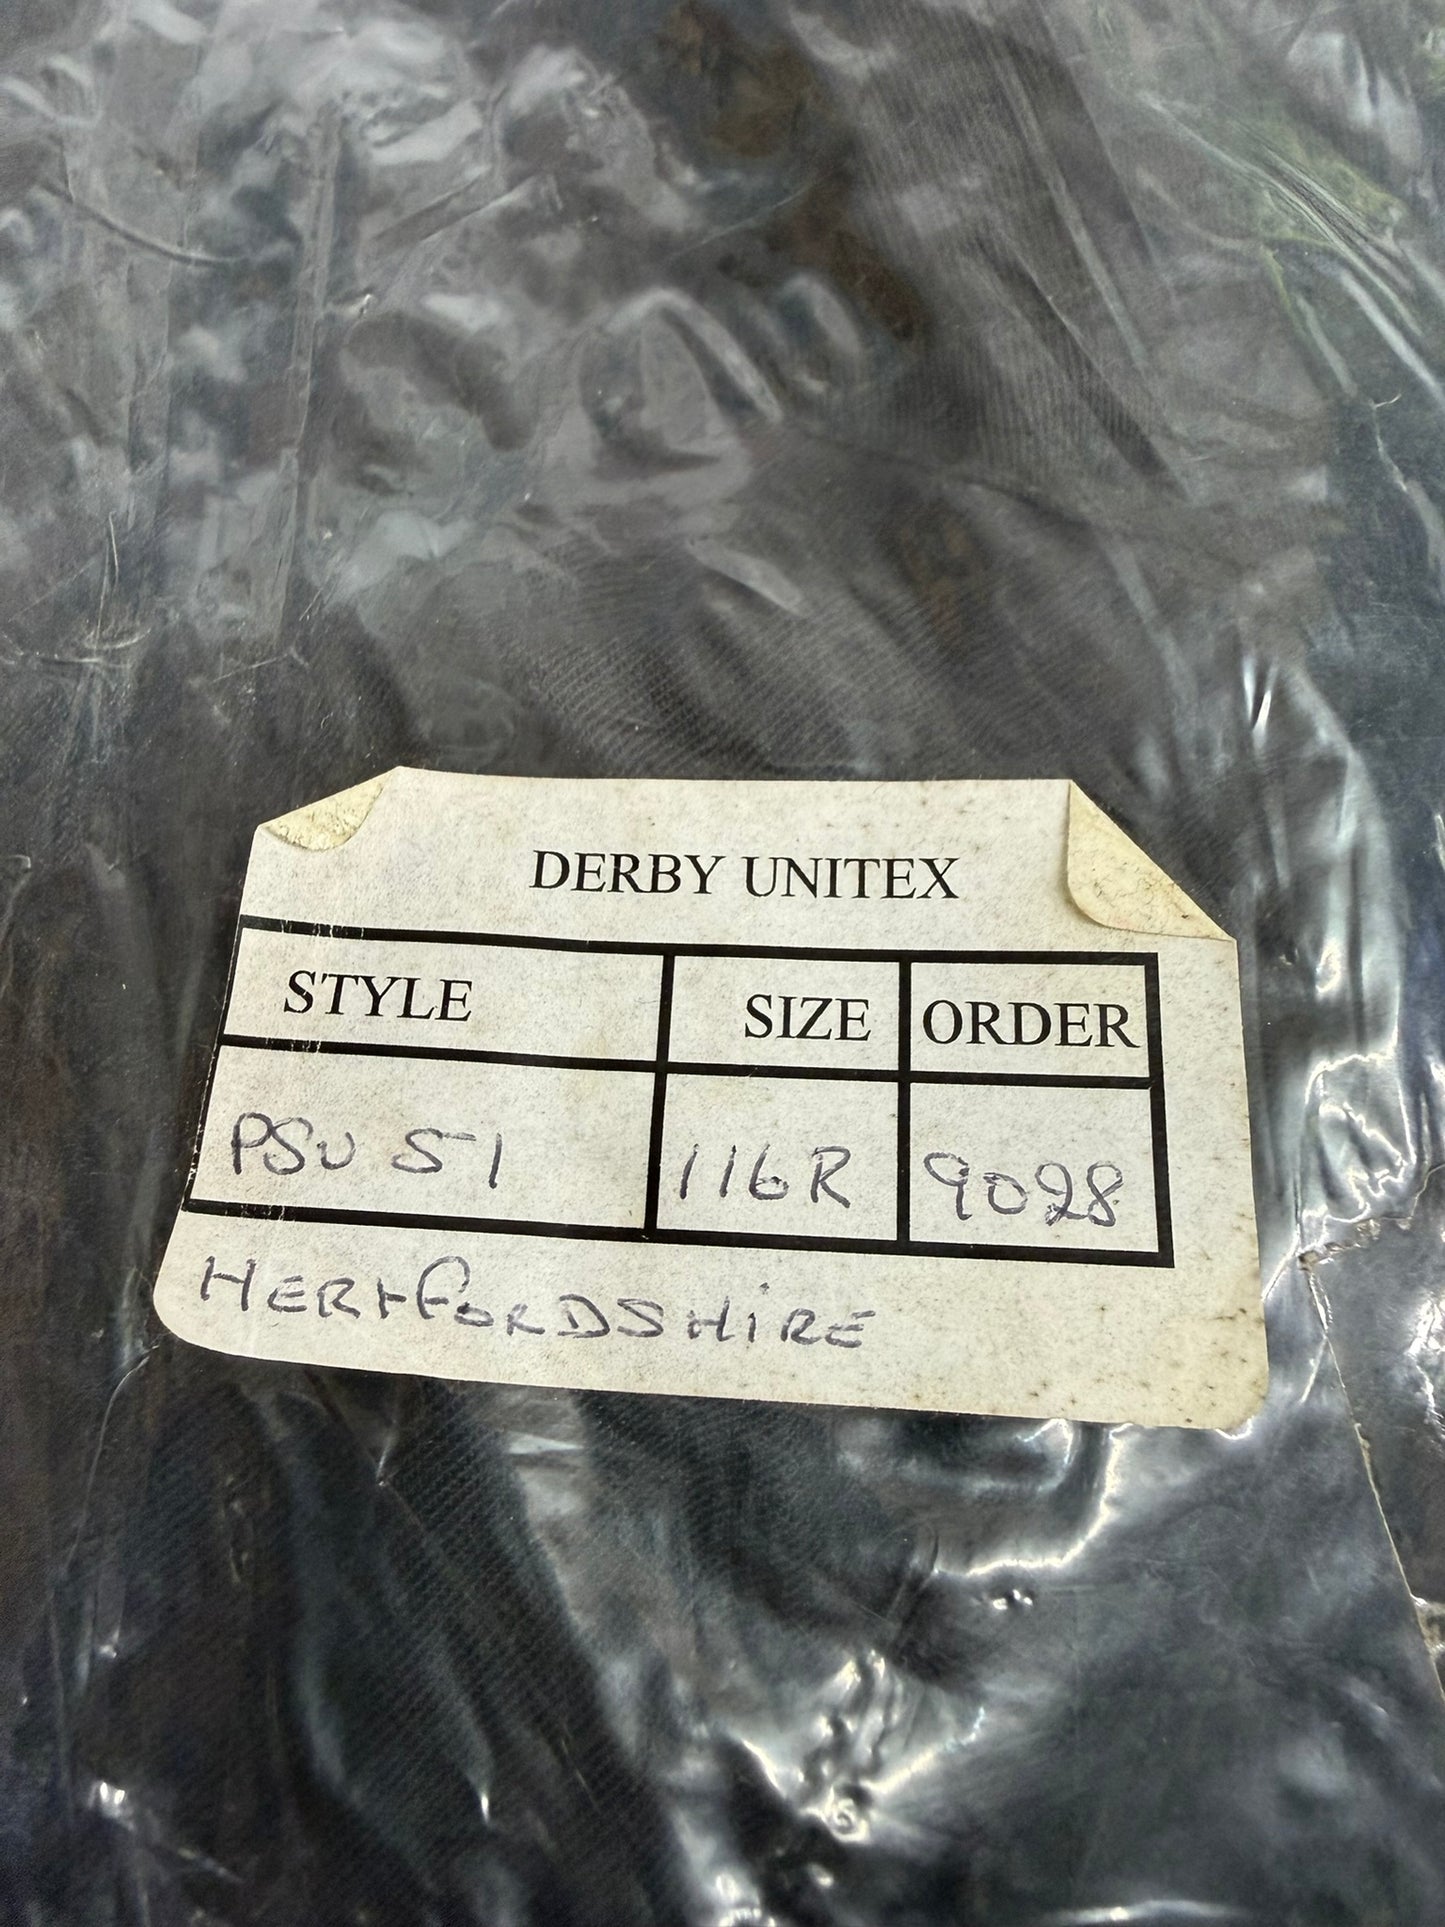 DERBY UNITEX
STYLE SIZE ORDER
PSU 51 116R 9028
HERtfORDSHiRE